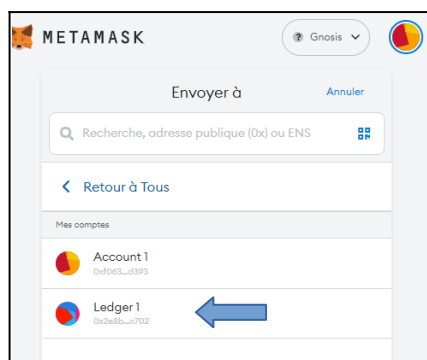 METAMASK
Gnosis
Envoyer à
Annuler
Recherche, adresse publique (0x) ou ENS
Retour à Tous
Mes comptes
Account 1
0xf063...d393
Ledger 1
0x2e8b...c702